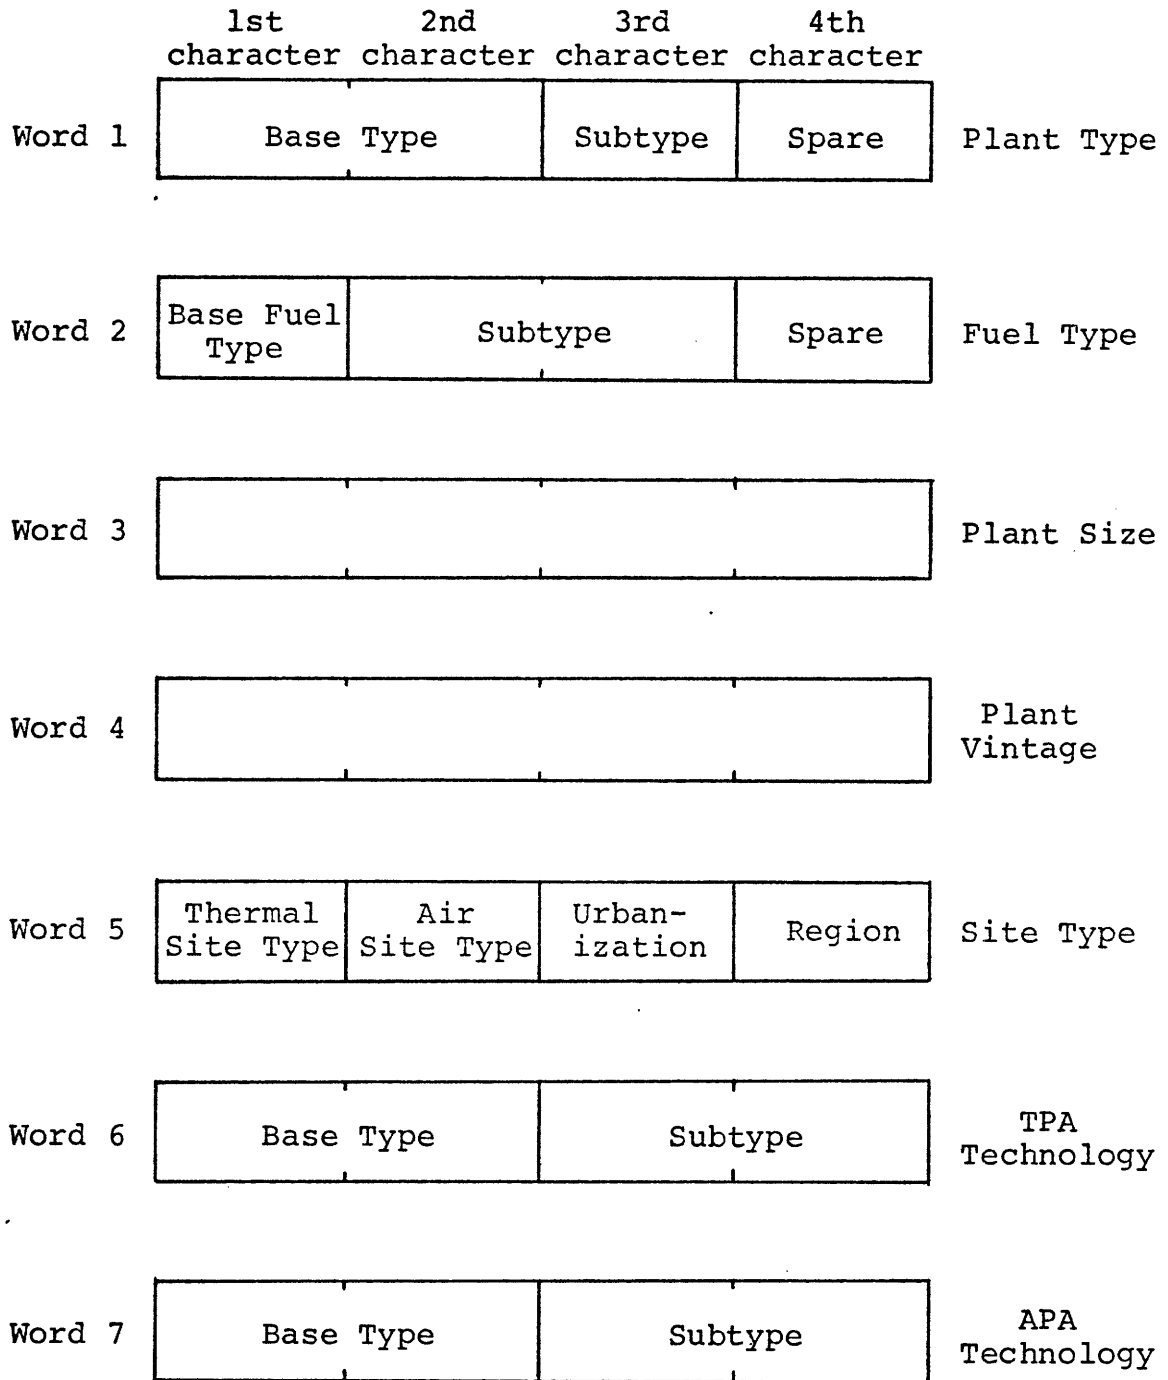 1st 2nd 3rd 4th
character character character character
Word 1 Base Type Subtype Spare Plant Type
Word 2 Base Fuel Type Subtype Spare Fuel Type
Word 3 Plant Size
Word 4 Plant Vintage
Word 5 Thermal Site Type Air Site Type Urban- ization Region Site Type
Word 6 Base Type Subtype TPA Technology
Word 7 Base Type Subtype APA Technology